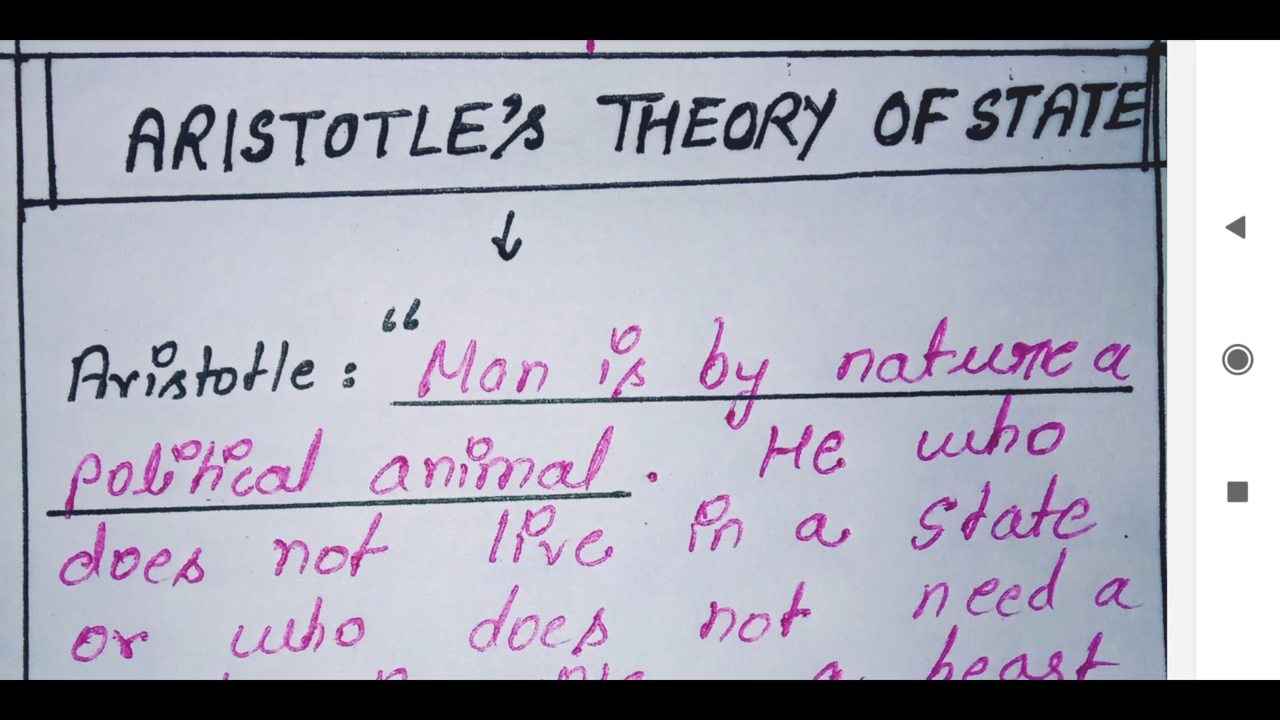 ARISTOTLE'S THEORY OF STATE
Aristotle: “Man is by nature a
political animal. He who
does not live in a state
or who does not need a
a beast